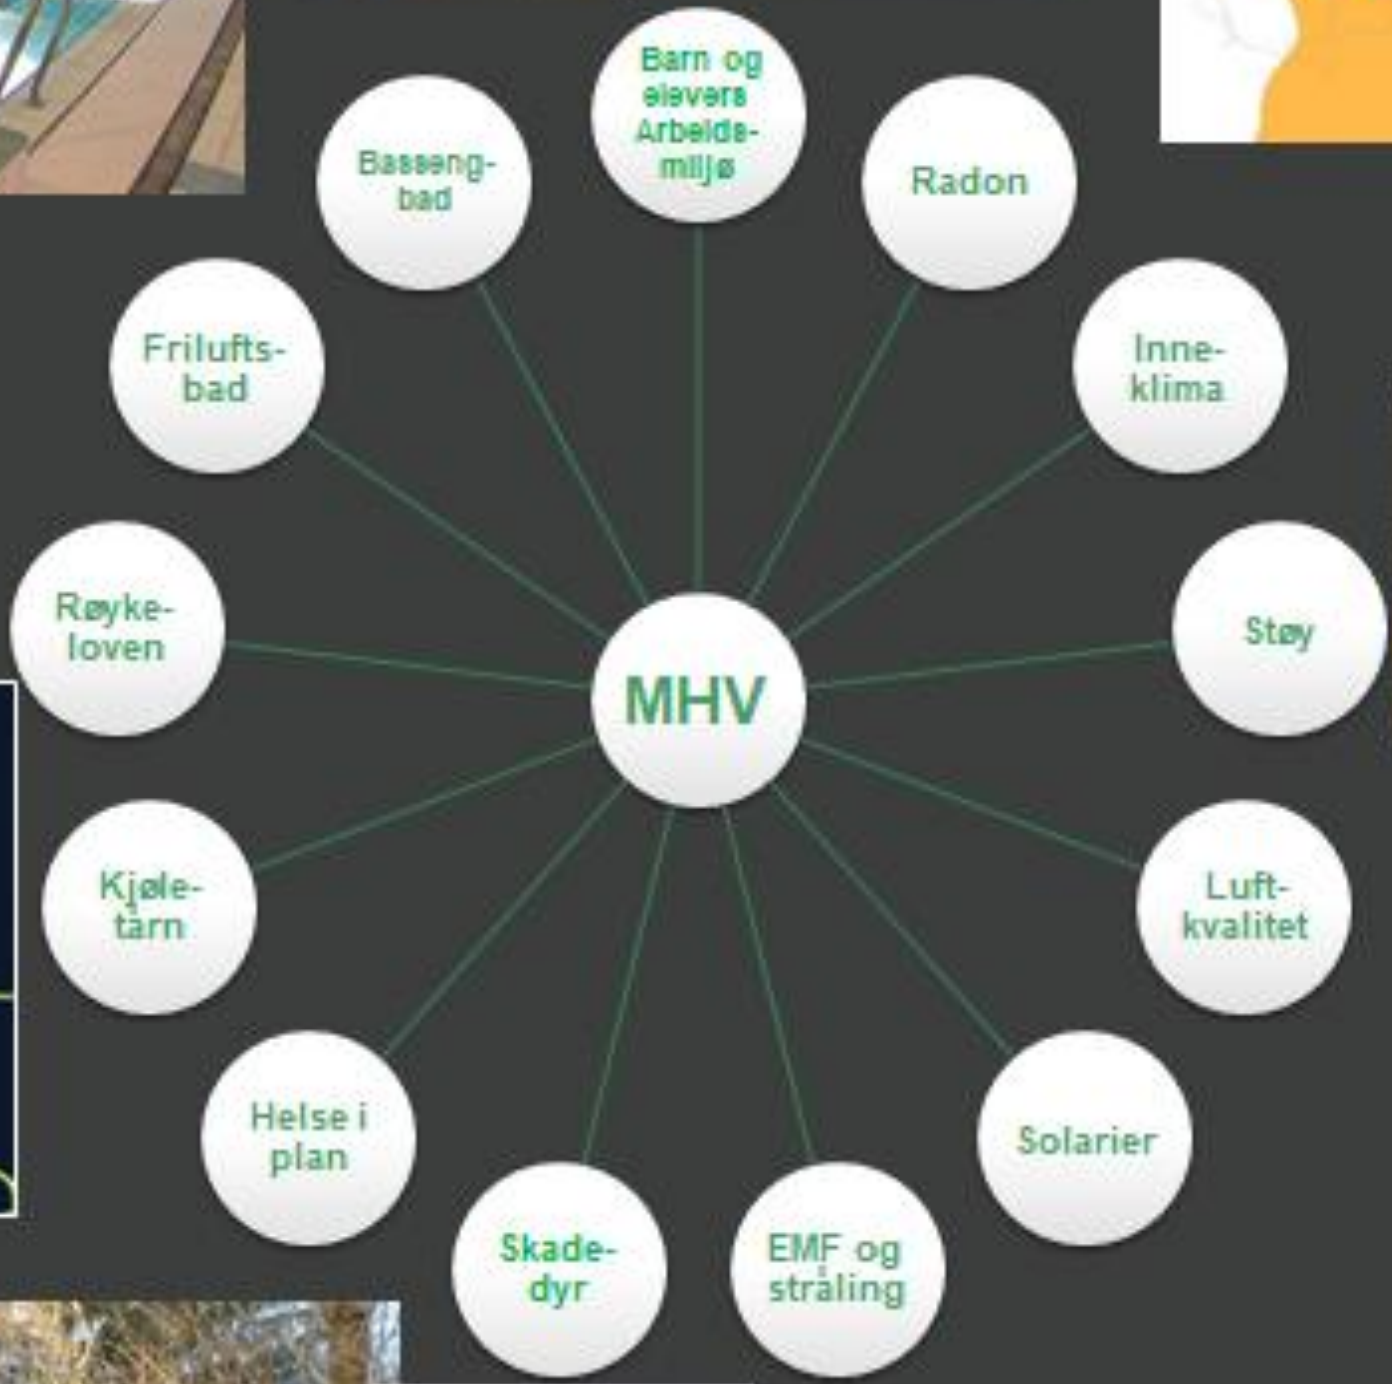 Barn og
elevers
Arbeids-
miljø
Radon
Inne-
klima
Støy
Luft-
kvalitet
Solarier
EMF og
stråling
Skade-
dyr
Helse i
plan
Kjøle-
tårn
Røyke-
loven
Frilufts-
bad
Basseng-
bad
MHV